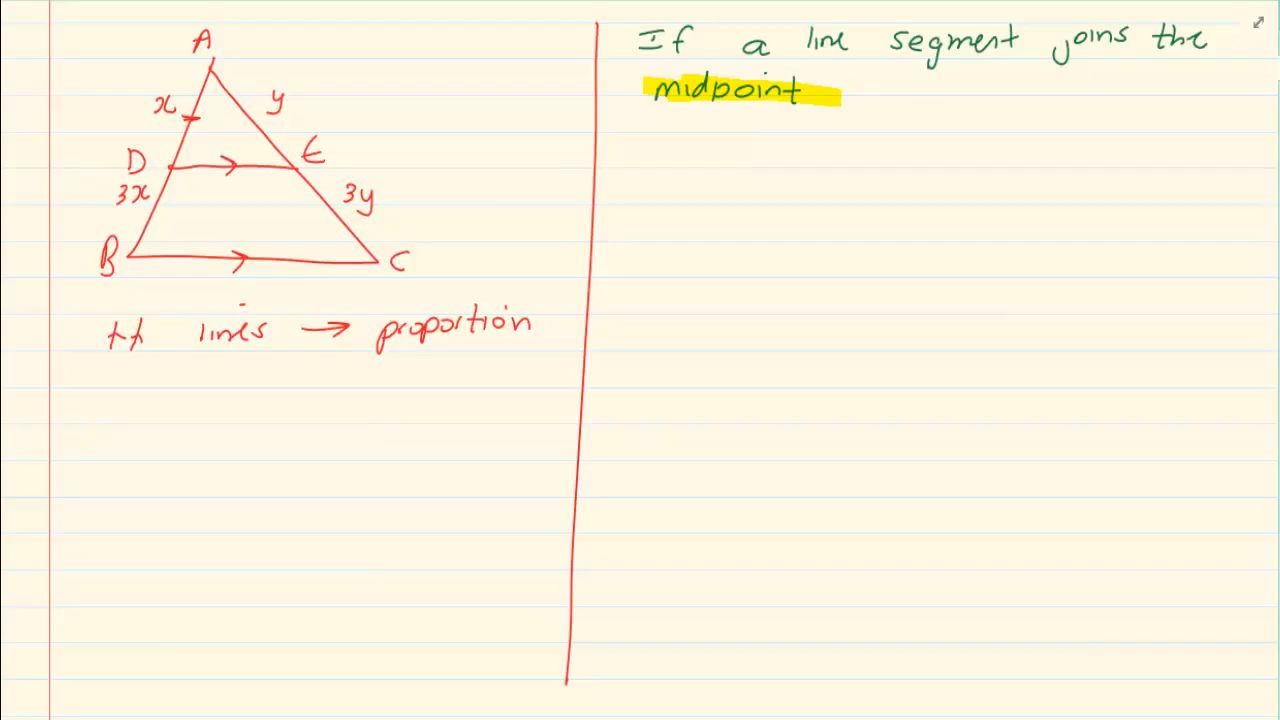 A
x
y
D
E
3x
3y
B
C
++ lines → proportion
If a line segment joins the
midpoint